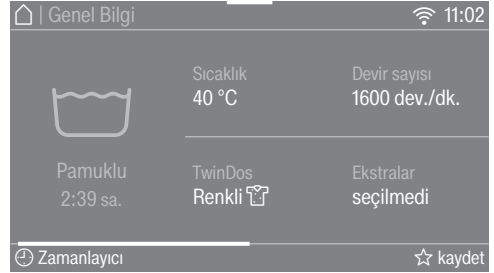 | Genel Bilgi
11:02
Sıcaklık
40 °C
Devir sayısı
1600 dev./dk.
Pamuklu
2:39 sa.
TwinDos
Renkli
Ekstralar
seçilmedi
Zamanlayıcı
kaydet